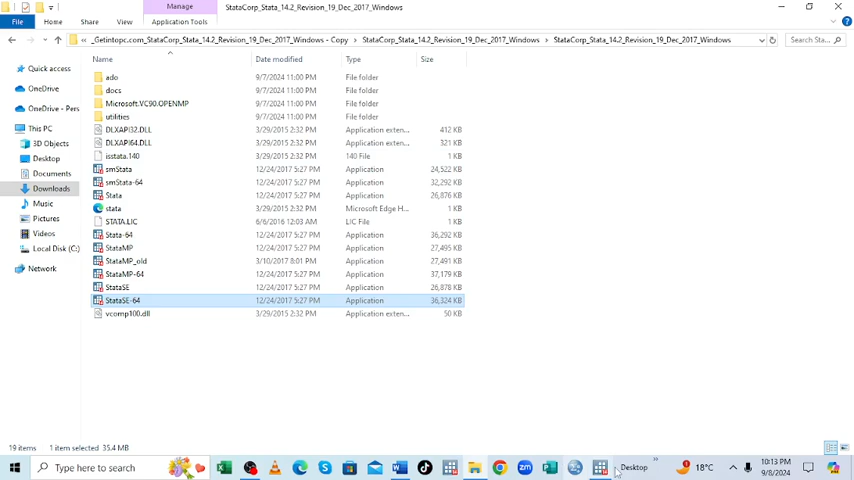 Manage
StataCorp_Stata_14.2_Revision_19_Dec_2017_Windows
File
Home
Share
View
Application Tools
« _Getintopc.com_StataCorp_Stata_14.2_Revision_19_Dec_2017_Windows - Copy › StataCorp_Stata_14.2_Revision_19_Dec_2017_Windows › StataCorp_Stata_14.2_Revision_19_Dec_2017_Windows
Search Sta...
Name Date modified Type Size
Quick access
OneDrive
OneDrive - Pers
This PC
3D Objects
Desktop
Documents
Downloads
Music
Pictures
Videos
Local Disk (C:)
Network
ado 9/7/2024 11:00 PM File folder
docs 9/7/2024 11:00 PM File folder
Microsoft.VC90.OPENMP 9/7/2024 11:00 PM File folder
utilities 9/7/2024 11:00 PM File folder
DLXAPI32.DLL 3/29/2015 2:32 PM Application exten... 412 KB
DLXAPI64.DLL 3/29/2015 2:32 PM Application exten... 321 KB
isstata.140 3/29/2015 2:32 PM 140 File 1 KB
smStata 12/24/2017 5:27 PM Application 24,522 KB
smStata-64 12/24/2017 5:27 PM Application 32,292 KB
Stata 12/24/2017 5:27 PM Application 26,876 KB
stata 3/29/2015 2:32 PM Microsoft Edge H... 1 KB
STATA.LIC 6/6/2016 12:03 AM LIC File 1 KB
Stata-64 12/24/2017 5:27 PM Application 36,292 KB
StataMP 12/24/2017 5:27 PM Application 27,495 KB
StataMP_old 3/10/2017 8:01 PM Application 27,491 KB
StataMP-64 12/24/2017 5:27 PM Application 37,179 KB
StataSE 12/24/2017 5:27 PM Application 26,878 KB
StataSE-64 12/24/2017 5:27 PM Application 36,324 KB
vcomp100.dll 3/29/2015 2:32 PM Application exten... 50 KB
19 items 1 item selected 35.4 MB
Type here to search
Desktop
18°C
10:13 PM
9/8/2024